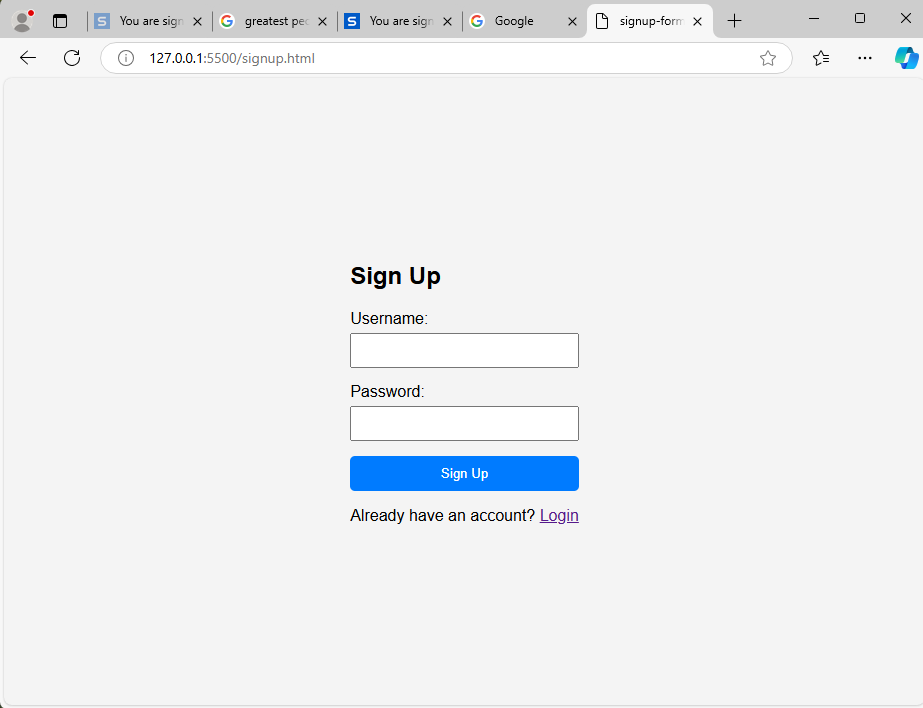 You are sign
greatest peo
You are sign
Google
signup-form
127.0.0.1:5500/signup.html
Sign Up
Username:
Password:
Sign Up
Already have an account? Login